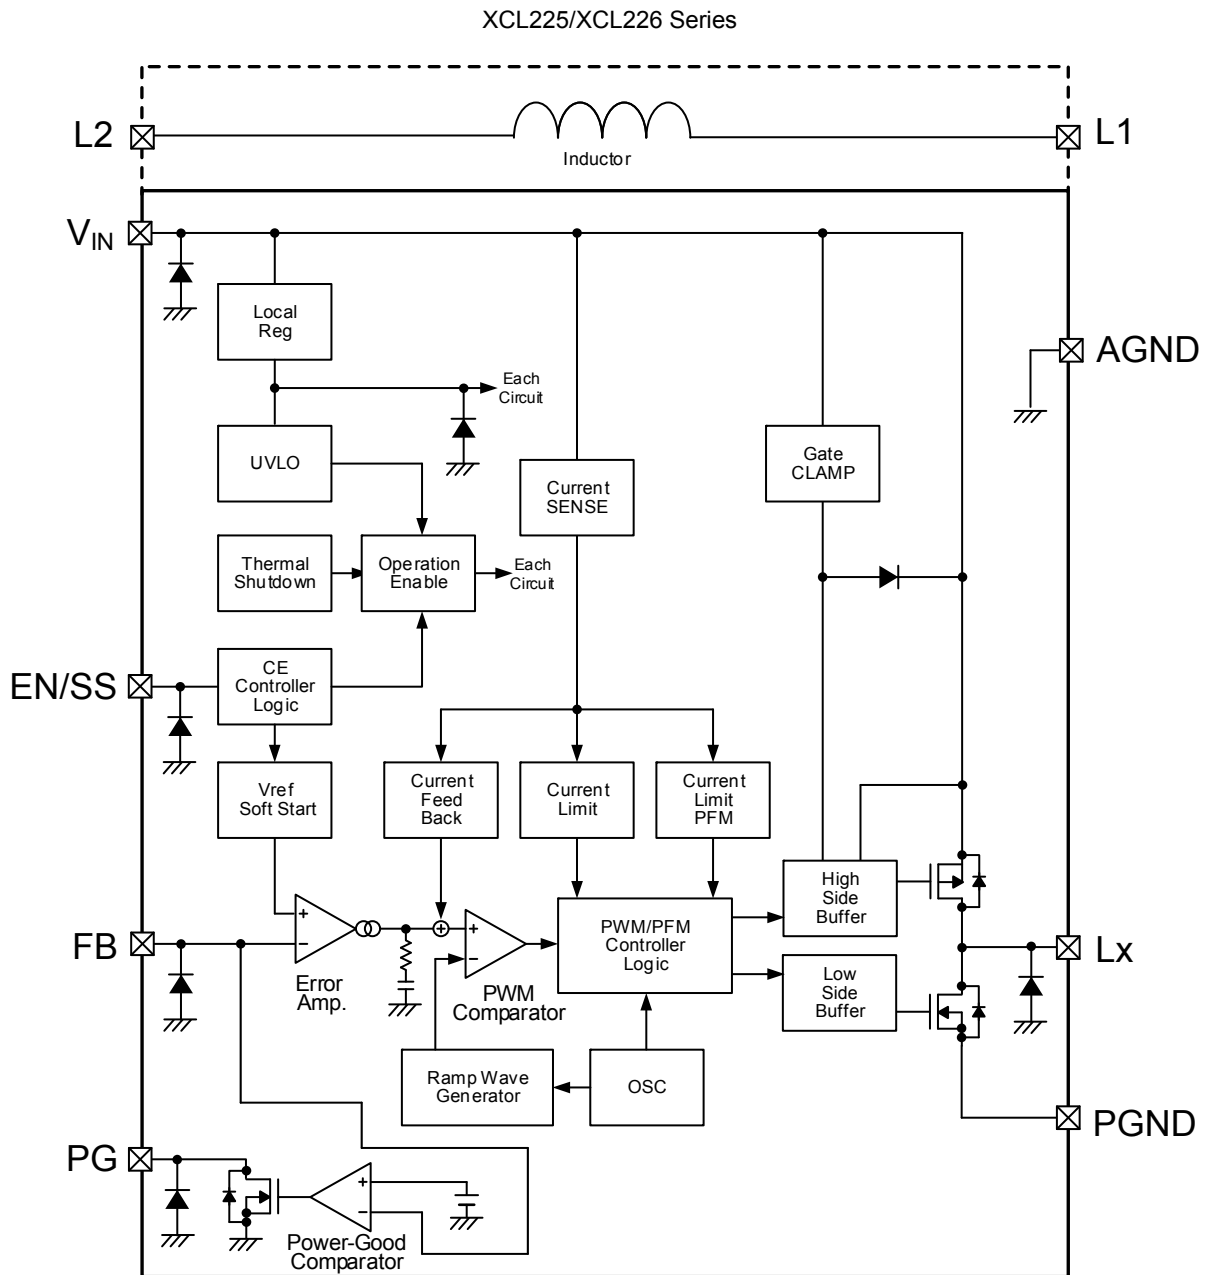 XCL225/XCL226 Series
L2
L1
Inductor
VIN
Local
Reg
AGND
Each
Circuit
UVLO
Gate
CLAMP
Current
SENSE
Thermal
Shutdown
Operation
Enable
Each
Circuit
EN/SS
CE
Controller
Logic
Vref
Soft Start
Current
Feed
Back
Current
Limit
Current
Limit
PFM
High
Side
Buffer
+
−
+
+
−
PWM/PFM
Controller
Logic
FB
Lx
Error
Amp.
PWM
Comparator
Low
Side
Buffer
Ramp Wave
Generator
OSC
PGND
PG
+
−
Power-Good
Comparator